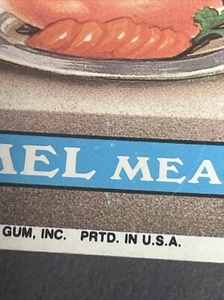 MEL MEA
GUM, INC. PRTD. IN U.S.A.